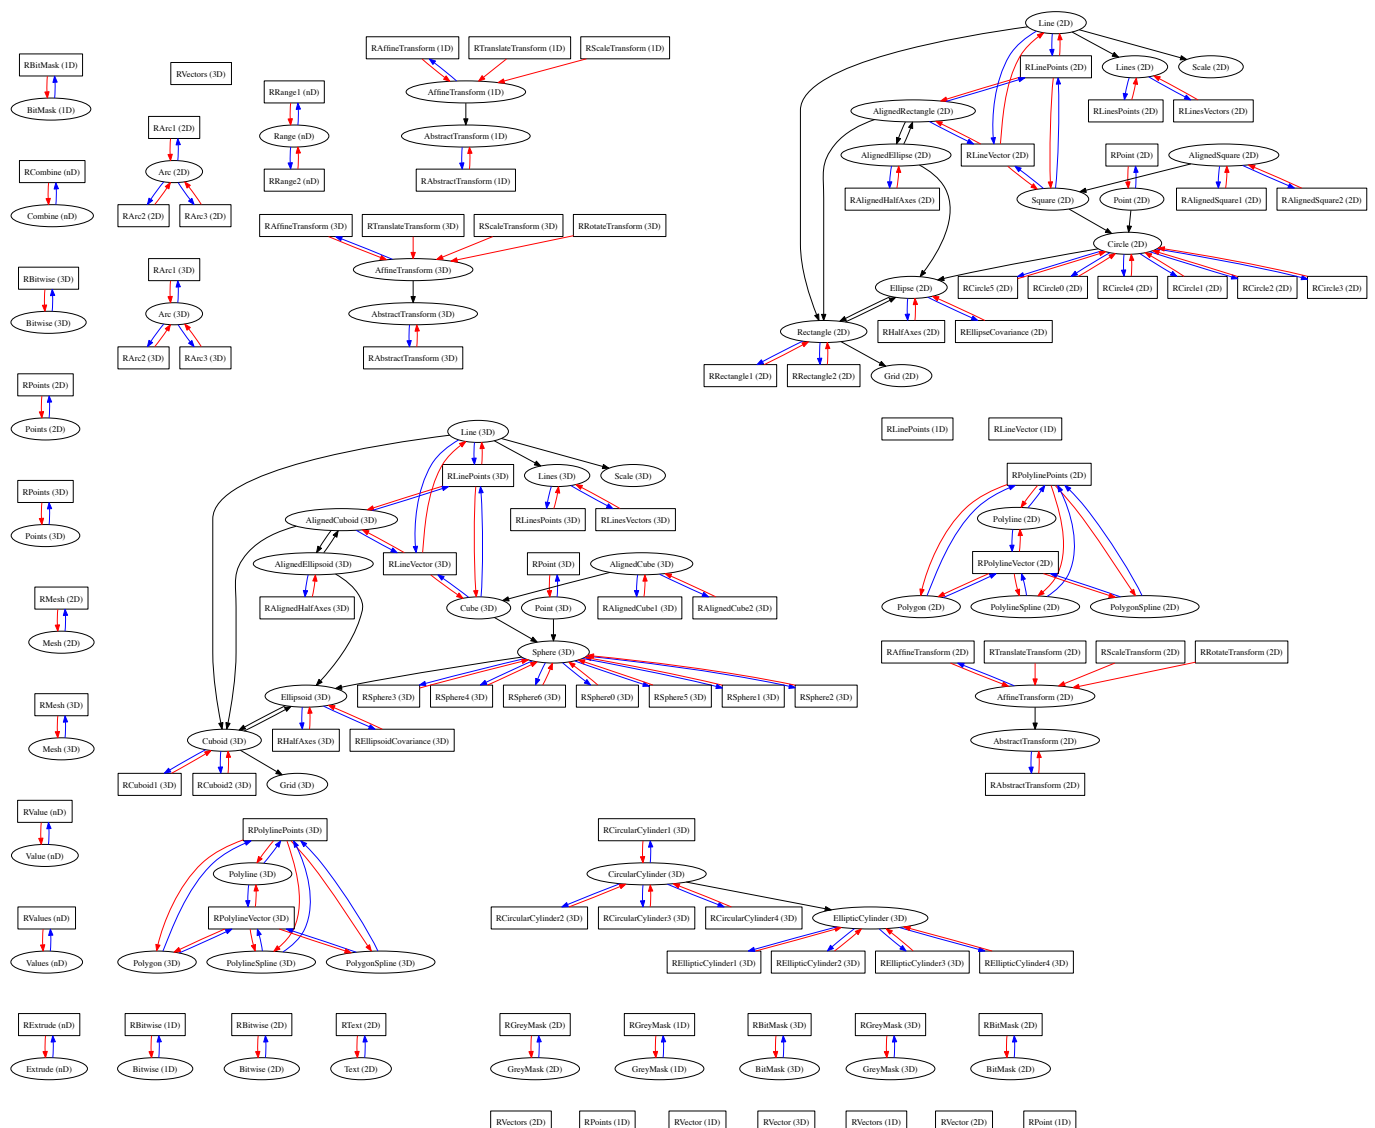 Line (2D)
RAffineTransform (1D)
RTranslateTransform (1D)
RScaleTransform (1D)
RBitMask (1D)
RVectors (3D)
RLinePoints (2D)
Lines (2D)
Scale (2D)
RRange1 (nD)
AffineTransform (1D)
BitMask (1D)
AlignedRectangle (2D)
RLinesPoints (2D)
RLinesVectors (2D)
RArc1 (2D)
Range (nD)
AbstractTransform (1D)
AlignedEllipse (2D)
RLineVector (2D)
RPoint (2D)
AlignedSquare (2D)
RCombine (nD)
Arc (2D)
RRange2 (nD)
RAbstractTransform (1D)
RAlignedHalfAxes (2D)
Square (2D)
Point (2D)
RAlignedSquare1 (2D)
RAlignedSquare2 (2D)
Combine (nD)
RArc2 (2D)
RArc3 (2D)
RAffineTransform (3D)
RTranslateTransform (3D)
RScaleTransform (3D)
RRotateTransform (3D)
Circle (2D)
RBitwise (3D)
RArc1 (3D)
AffineTransform (3D)
Ellipse (2D)
RCircle5 (2D)
RCircle0 (2D)
RCircle4 (2D)
RCircle1 (2D)
RCircle2 (2D)
RCircle3 (2D)
Bitwise (3D)
Arc (3D)
AbstractTransform (3D)
Rectangle (2D)
RHalfAxes (2D)
REllipseCovariance (2D)
RArc2 (3D)
RArc3 (3D)
RAbstractTransform (3D)
RRectangle1 (2D)
RRectangle2 (2D)
Grid (2D)
RPoints (2D)
Points (2D)
Line (3D)
RLinePoints (1D)
RLineVector (1D)
RPoints (3D)
RLinePoints (3D)
Lines (3D)
Scale (3D)
RPolylinePoints (2D)
Points (3D)
AlignedCuboid (3D)
RLinesPoints (3D)
RLinesVectors (3D)
Polyline (2D)
AlignedEllipsoid (3D)
RLineVector (3D)
RPoint (3D)
AlignedCube (3D)
RPolylineVector (2D)
RMesh (2D)
RAlignedHalfAxes (3D)
Cube (3D)
Point (3D)
RAlignedCube1 (3D)
RAlignedCube2 (3D)
Polygon (2D)
PolylineSpline (2D)
PolygonSpline (2D)
Mesh (2D)
Sphere (3D)
RAffineTransform (2D)
RTranslateTransform (2D)
RScaleTransform (2D)
RRotateTransform (2D)
RMesh (3D)
Ellipsoid (3D)
RSphere3 (3D)
RSphere4 (3D)
RSphere6 (3D)
RSphere0 (3D)
RSphere5 (3D)
RSphere1 (3D)
RSphere2 (3D)
AffineTransform (2D)
Mesh (3D)
Cuboid (3D)
RHalfAxes (3D)
REllipsoidCovariance (3D)
AbstractTransform (2D)
RCuboid1 (3D)
RCuboid2 (3D)
Grid (3D)
RAbstractTransform (2D)
RValue (nD)
RPolylinePoints (3D)
RCircularCylinder1 (3D)
Value (nD)
Polyline (3D)
CircularCylinder (3D)
RValues (nD)
RPolylineVector (3D)
RCircularCylinder2 (3D)
RCircularCylinder3 (3D)
RCircularCylinder4 (3D)
EllipticCylinder (3D)
Values (nD)
Polygon (3D)
PolylineSpline (3D)
PolygonSpline (3D)
REllipticCylinder1 (3D)
REllipticCylinder2 (3D)
REllipticCylinder3 (3D)
REllipticCylinder4 (3D)
RExtrude (nD)
RBitwise (1D)
RBitwise (2D)
RText (2D)
RGreyMask (2D)
RGreyMask (1D)
RBitMask (3D)
RGreyMask (3D)
RBitMask (2D)
Extrude (nD)
Bitwise (1D)
Bitwise (2D)
Text (2D)
GreyMask (2D)
GreyMask (1D)
BitMask (3D)
GreyMask (3D)
BitMask (2D)
RVectors (2D)
RPoints (1D)
RVector (1D)
RVector (3D)
RVectors (1D)
RVector (2D)
RPoint (1D)